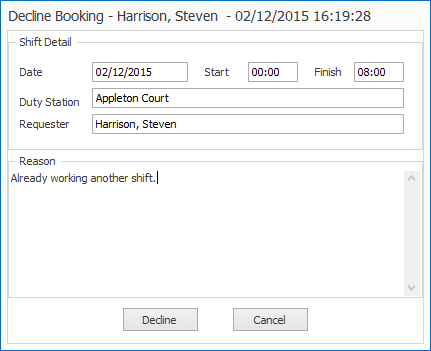 Decline Booking - Harrison, Steven - 02/12/2015 16:19:28
Shift Detail
Date 02/12/2015 Start 00:00 Finish 08:00
Duty Station Appleton Court
Requester Harrison, Steven
Reason
Already working another shift.
Decline Cancel